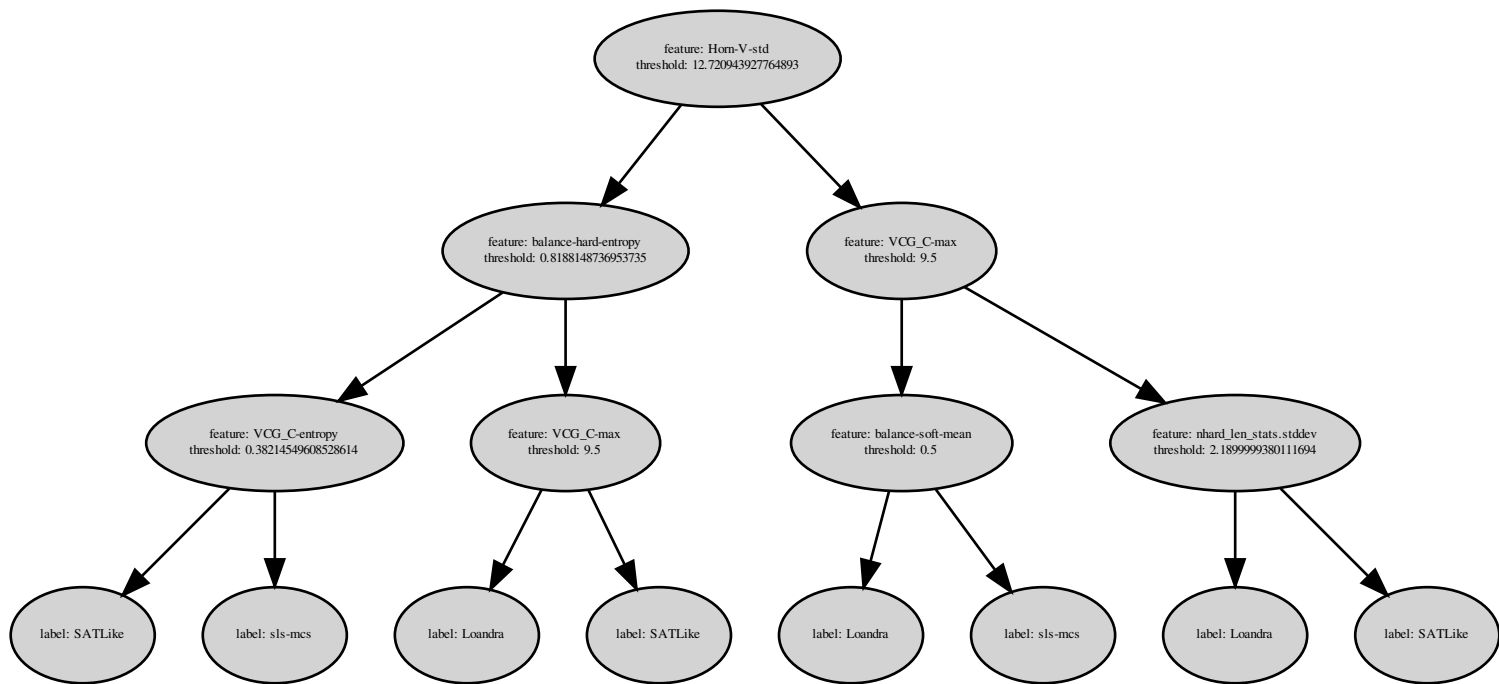 feature: Horn-V-std
threshold: 12.720943927764893
feature: balance-hard-entropy
threshold: 0.8188148736953735
feature: VCG_C-max
threshold: 9.5
feature: VCG_C-entropy
threshold: 0.38214549608528614
feature: VCG_C-max
threshold: 9.5
feature: balance-soft-mean
threshold: 0.5
feature: nhard_len_stats.stddev
threshold: 2.1899999380111694
label: SATLike
label: sls-mcs
label: Loandra
label: SATLike
label: Loandra
label: sls-mcs
label: Loandra
label: SATLike